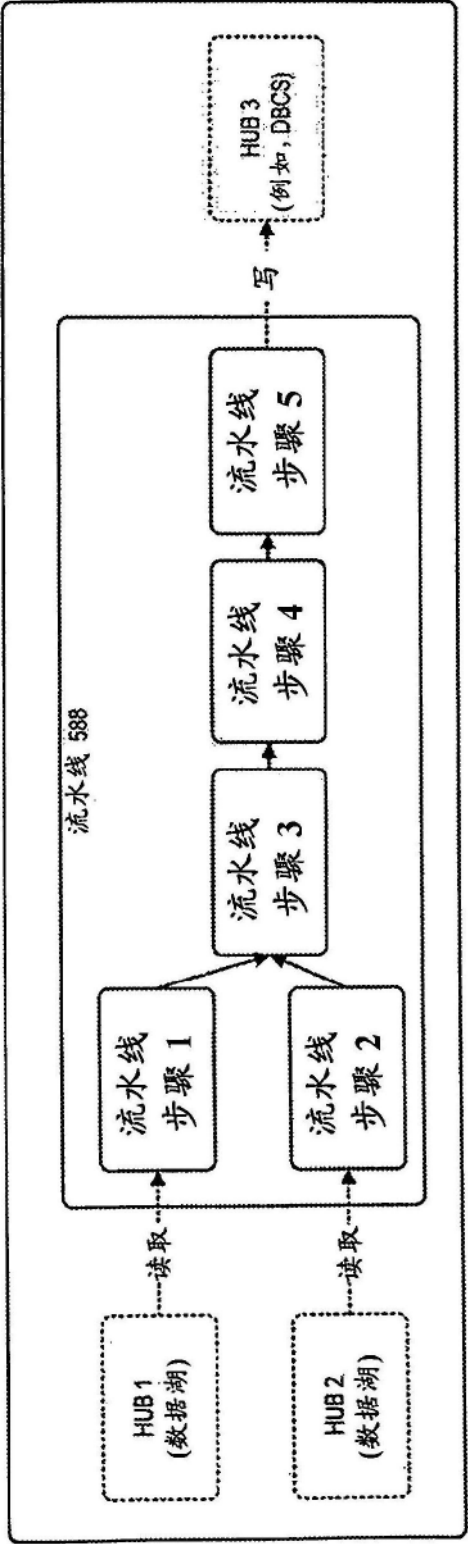 流水线 588
HUB 1
(数据湖)
读取
流水线
步骤 1
HUB 2
(数据湖)
读取
流水线
步骤 2
流水线
步骤 3
流水线
步骤 4
流水线
步骤 5
写
HUB 3
(例如, DBCS)